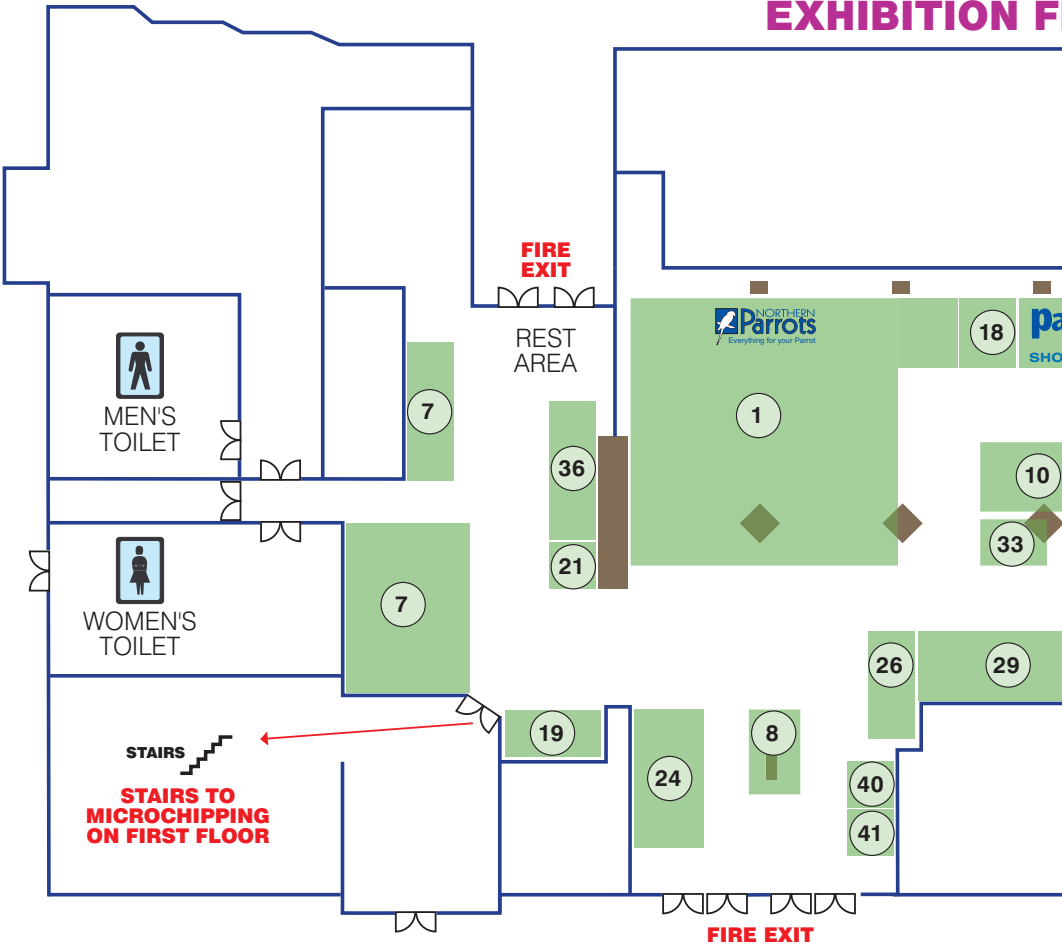 EXHIBITION F
FIRE
EXIT
REST
AREA
NORTHERN
Parrots
Everything for your Parrot
18
pa
SHO
MEN'S
TOILET
7
1
36
10
21
33
WOMEN'S
TOILET
7
26
29
STAIRS
19
8
24
40
41
STAIRS TO
MICROCHIPPING
ON FIRST FLOOR
FIRE EXIT